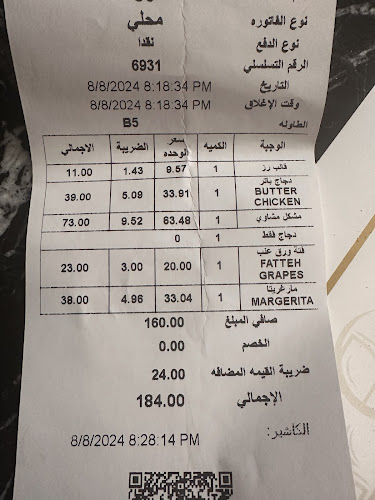 نوع الفاتوره محلي
نوع الدفع نقدا
الرقم التسلسلي 6931
التاريخ 8/8/2024 8:18:34 PM
وقت الإغلاق 8/8/2024 8:18:34 PM
الطاوله B5
الوجبة الكميه سعر الوحده الضريبة الاجمالي
قالب رز 1 9.57 1.43 11.00
دجاج باتر BUTTER CHICKEN 1 33.91 5.09 39.00
مشكل مشاوي 1 63.48 9.52 73.00
دجاج فقط 1 0
فتة ورق عنب FATTEH GRAPES 1 20.00 3.00 23.00
مارغريتا MARGERITA 1 33.04 4.96 38.00
صافي المبلغ 160.00
الخصم 0.00
ضريبة القيمه المضافه 24.00
الإجمالي 184.00
الكاشير:
8/8/2024 8:28:14 PM